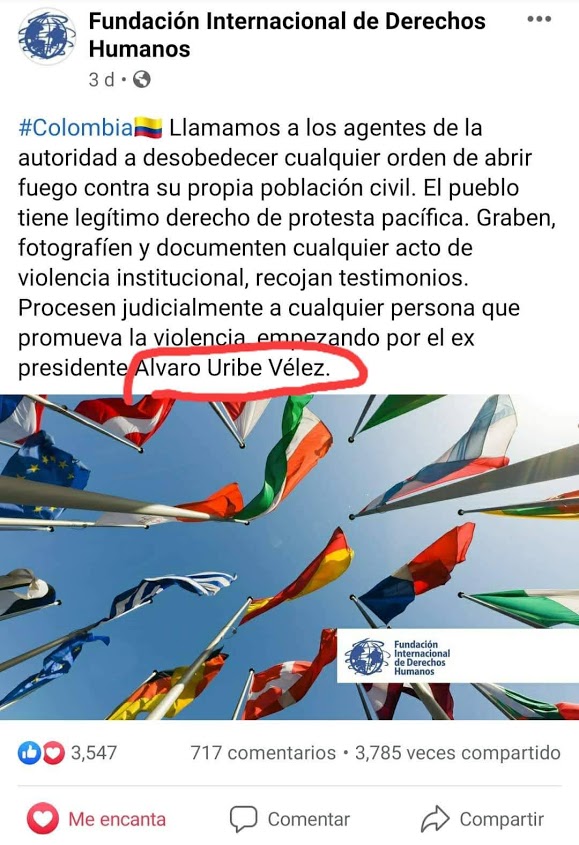 Fundación Internacional de Derechos
Humanos
3 d
#Colombia🇨🇴 Llamamos a los agentes de la
autoridad a desobedecer cualquier orden de abrir
fuego contra su propia población civil. El pueblo
tiene legítimo derecho de protesta pacífica. Graben,
fotografíen y documenten cualquier acto de
violencia institucional, recojan testimonios.
Procesen judicialmente a cualquier persona que
promueva la violencia, empezando por el ex
presidente Alvaro Uribe Vélez.
Fundación
Internacional
de Derechos
Humanos
3,547
717 comentarios • 3,785 veces compartido
Me encanta
Comentar
Compartir